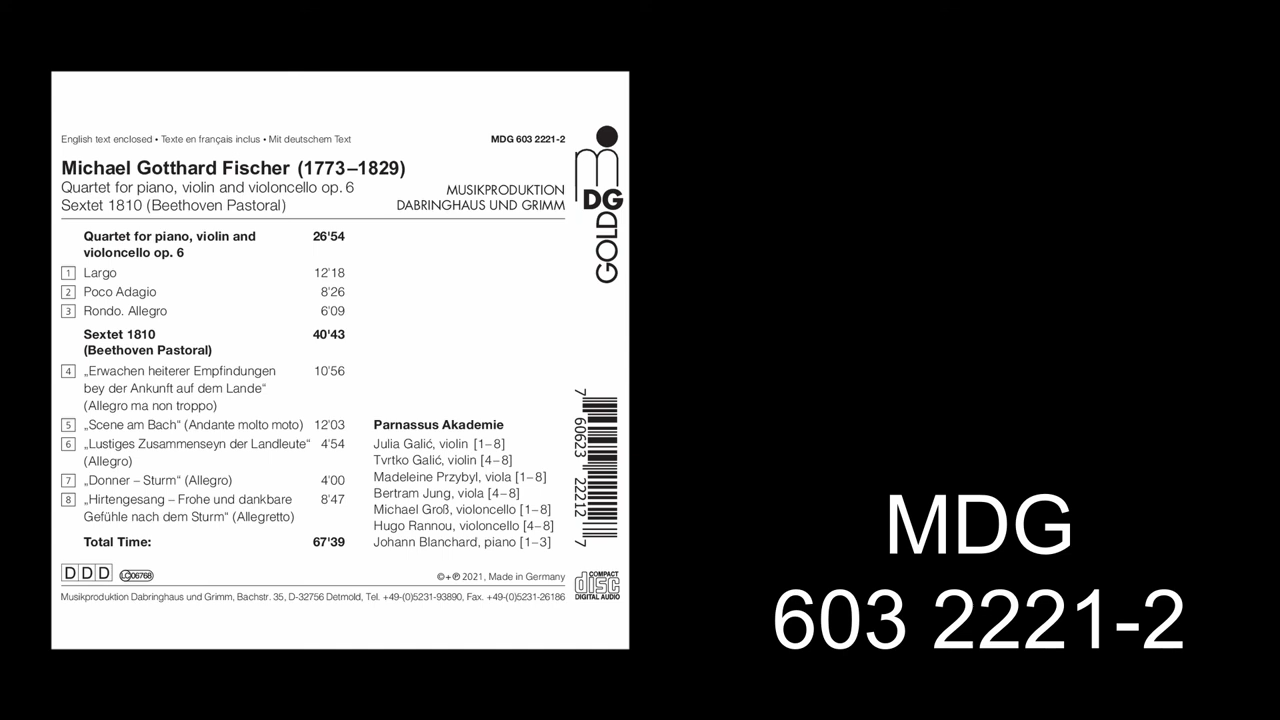 English text enclosed • Texte en français inclus • Mit deutschem Text
MDG 603 2221-2
Michael Gotthard Fischer (1773–1829)
Quartet for piano, violin and violoncello op. 6
Sextet 1810 (Beethoven Pastoral)
MUSIKPRODUKTION
DABRINGHAUS UND GRIMM
m
DG
GOLD
Quartet for piano, violin and 26'54
violoncello op. 6
1 Largo 12'18
2 Poco Adagio 8'26
3 Rondo. Allegro 6'09
Sextet 1810 40'43
(Beethoven Pastoral)
4 „Erwachen heiterer Empfindungen 10'56
bey der Ankunft auf dem Lande“
(Allegro ma non troppo)
5 „Scene am Bach“ (Andante molto moto) 12'03
6 „Lustiges Zusammenseyn der Landleute“ 4'54
(Allegro)
7 „Donner – Sturm“ (Allegro) 4'00
8 „Hirtengesang – Frohe und dankbare 8'47
Gefühle nach dem Sturm“ (Allegretto)
Total Time: 67'39
Parnassus Akademie
Julia Galić, violin [1–8]
Tvrtko Galić, violin [4–8]
Madeleine Przybyl, viola [1–8]
Bertram Jung, viola [4–8]
Michael Groß, violoncello [1–8]
Hugo Rannou, violoncello [4–8]
Johann Blanchard, piano [1–3]
7 60623 22212 7
DDD LC06768
©+℗ 2021, Made in Germany
COMPACT
disc
DIGITAL AUDIO
Musikproduktion Dabringhaus und Grimm, Bachstr. 35, D-32756 Detmold, Tel. +49-(0)5231-93890, Fax. +49-(0)5231-26186
MDG
603 2221-2